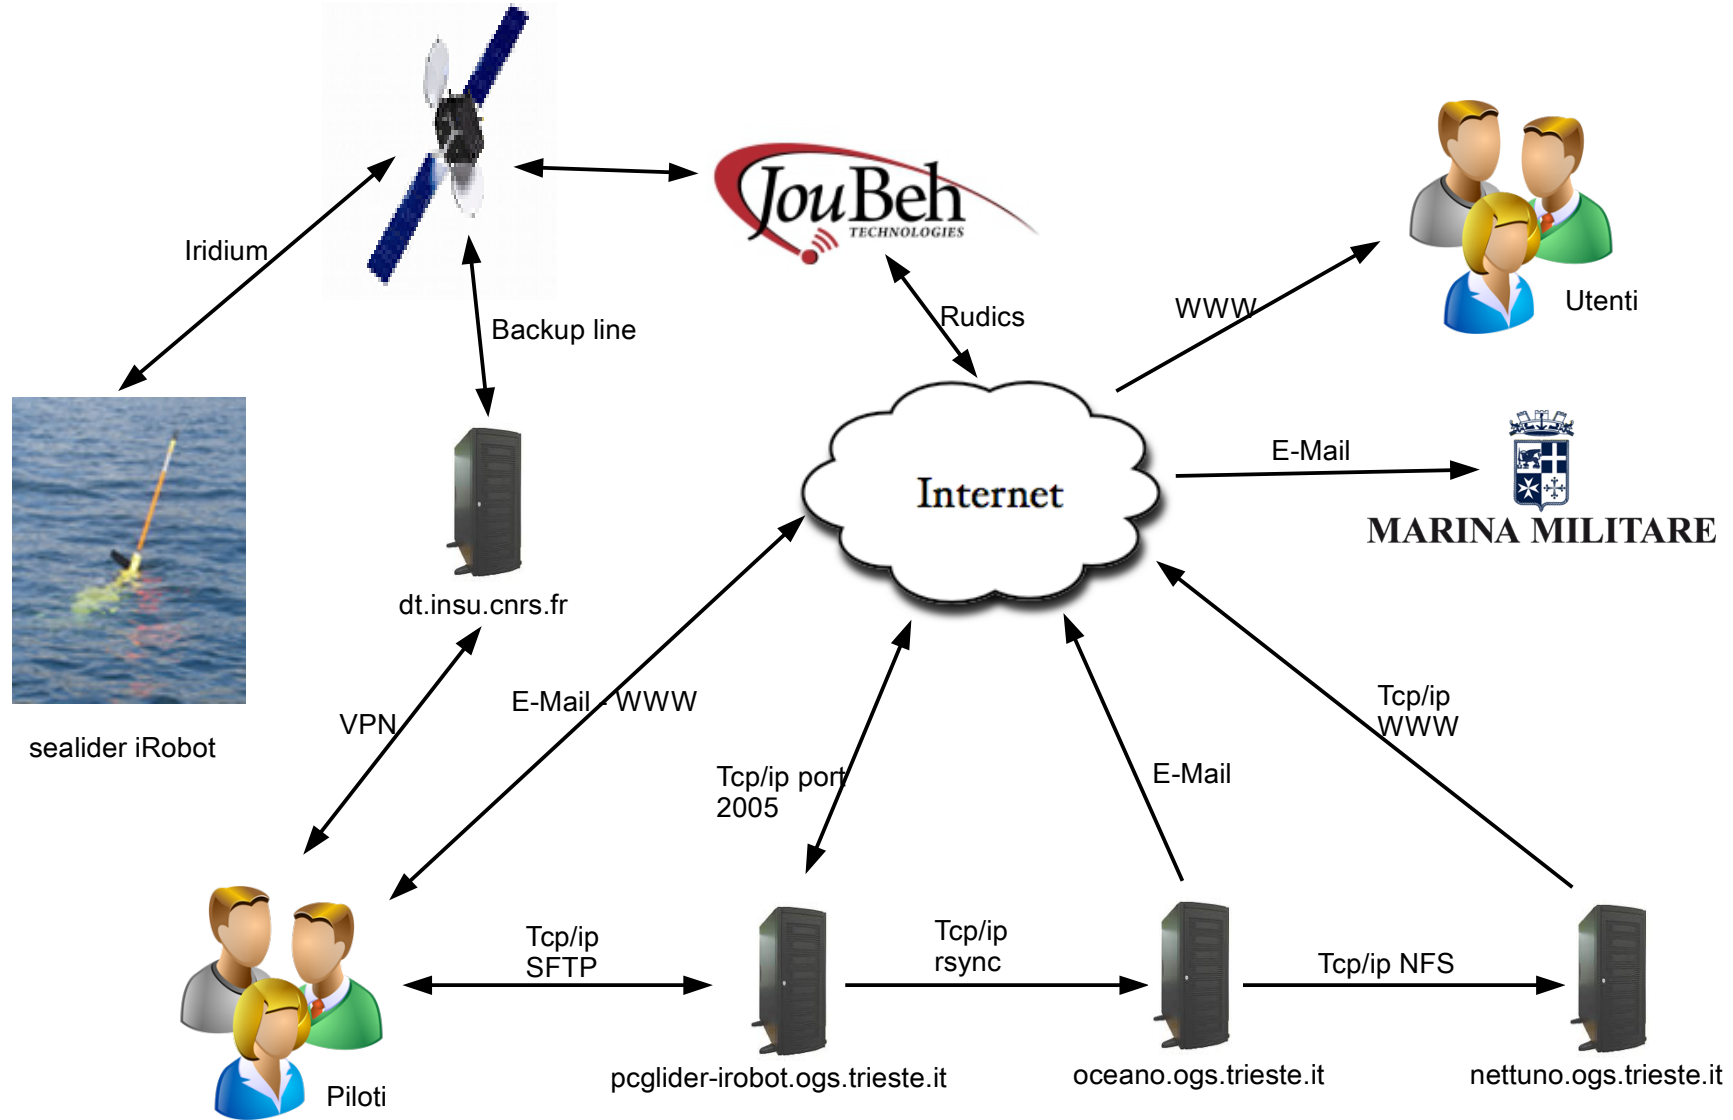 JouBeh
TECHNOLOGIES
Iridium
Backup line
Rudics
WWW
Utenti
E-Mail
Internet
MARINA MILITARE
dt.insu.cnrs.fr
sealider iRobot
VPN
E-Mail - WWW
Tcp/ip
WWW
Tcp/ip port
2005
E-Mail
Tcp/ip
SFTP
Tcp/ip
rsync
Tcp/ip NFS
Piloti
pcglider-irobot.ogs.trieste.it
oceano.ogs.trieste.it
nettuno.ogs.trieste.it